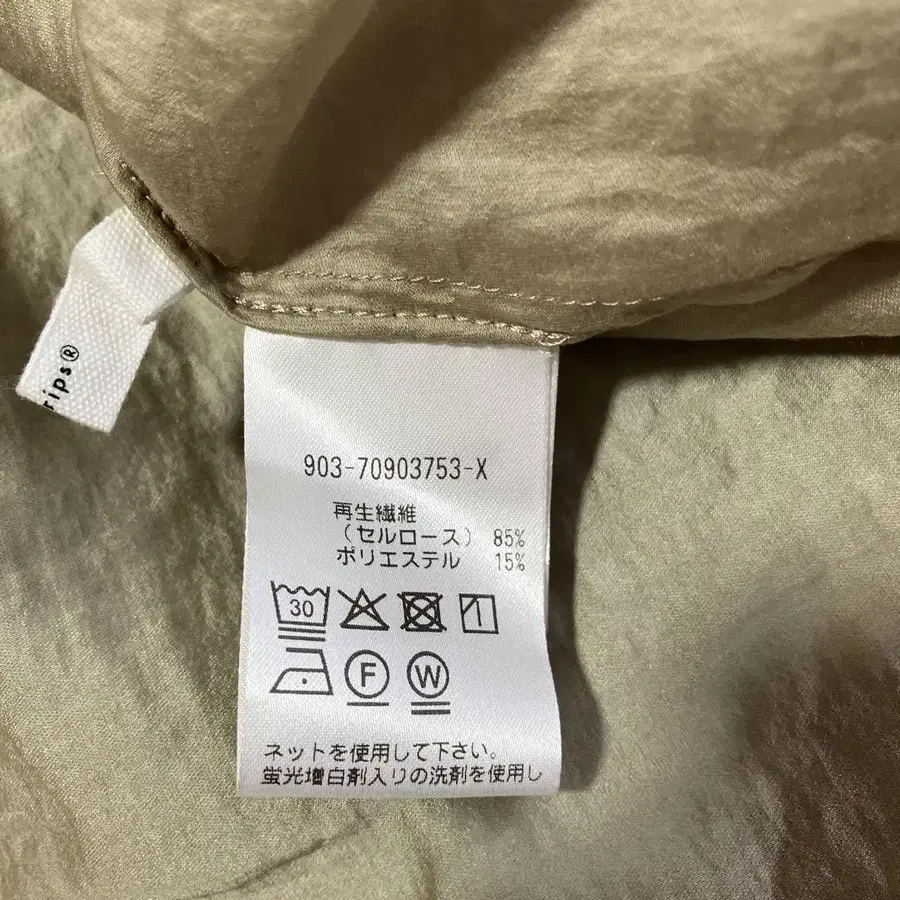 rips®
903-70903753-X
再生繊維
（セルロース） 85%
ポリエステル 15%
30
F W
ネットを使用して下さい。
蛍光増白剤入りの洗剤を使用し